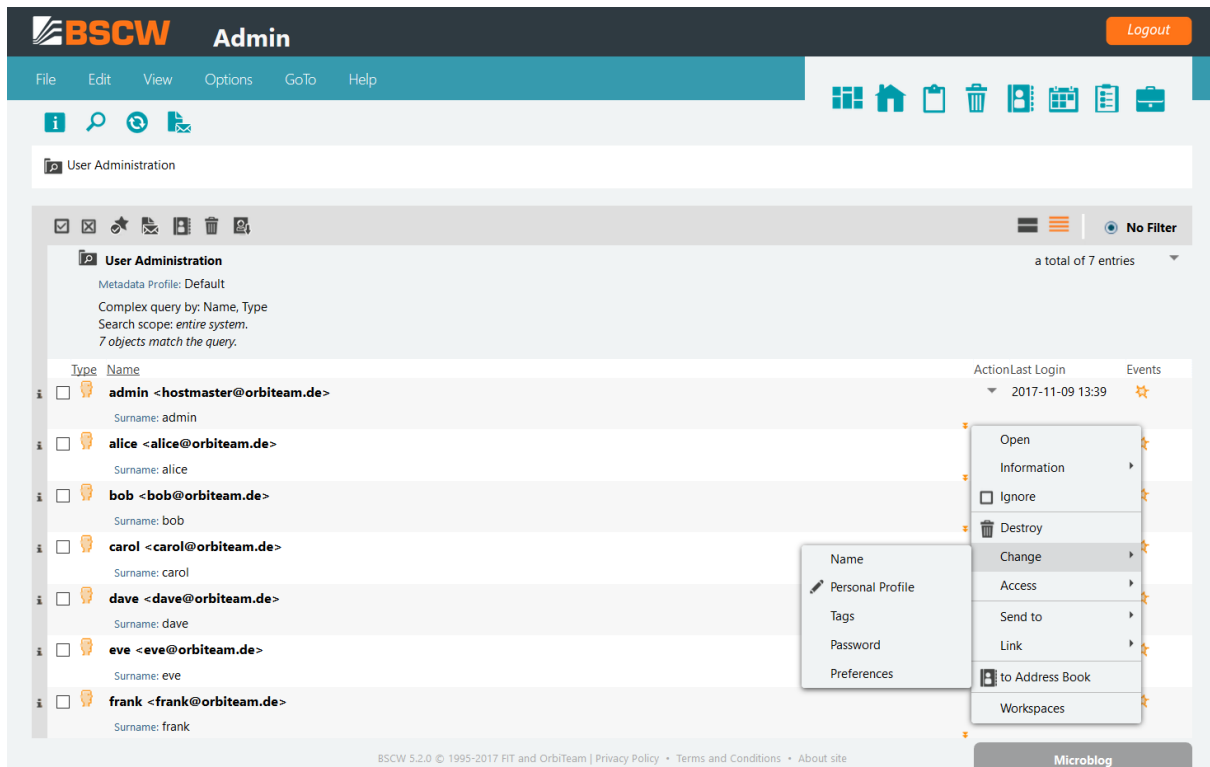 BSCW Admin
Logout
File Edit View Options GoTo Help
User Administration
No Filter
User Administration
a total of 7 entries
Metadata Profile: Default
Complex query by: Name, Type
Search scope: entire system.
7 objects match the query.
Type Name Action Last Login Events
admin <hostmaster@orbiteam.de> 2017-11-09 13:39
Surname: admin
alice <alice@orbiteam.de>
Surname: alice
bob <bob@orbiteam.de>
Surname: bob
carol <carol@orbiteam.de>
Surname: carol
dave <dave@orbiteam.de>
Surname: dave
eve <eve@orbiteam.de>
Surname: eve
frank <frank@orbiteam.de>
Surname: frank
Open
Information
Ignore
Destroy
Change
Access
Send to
Link
to Address Book
Workspaces
Name
Personal Profile
Tags
Password
Preferences
BSCW 5.2.0 © 1995-2017 FIT and OrbiTeam | Privacy Policy • Terms and Conditions • About site
Microblog